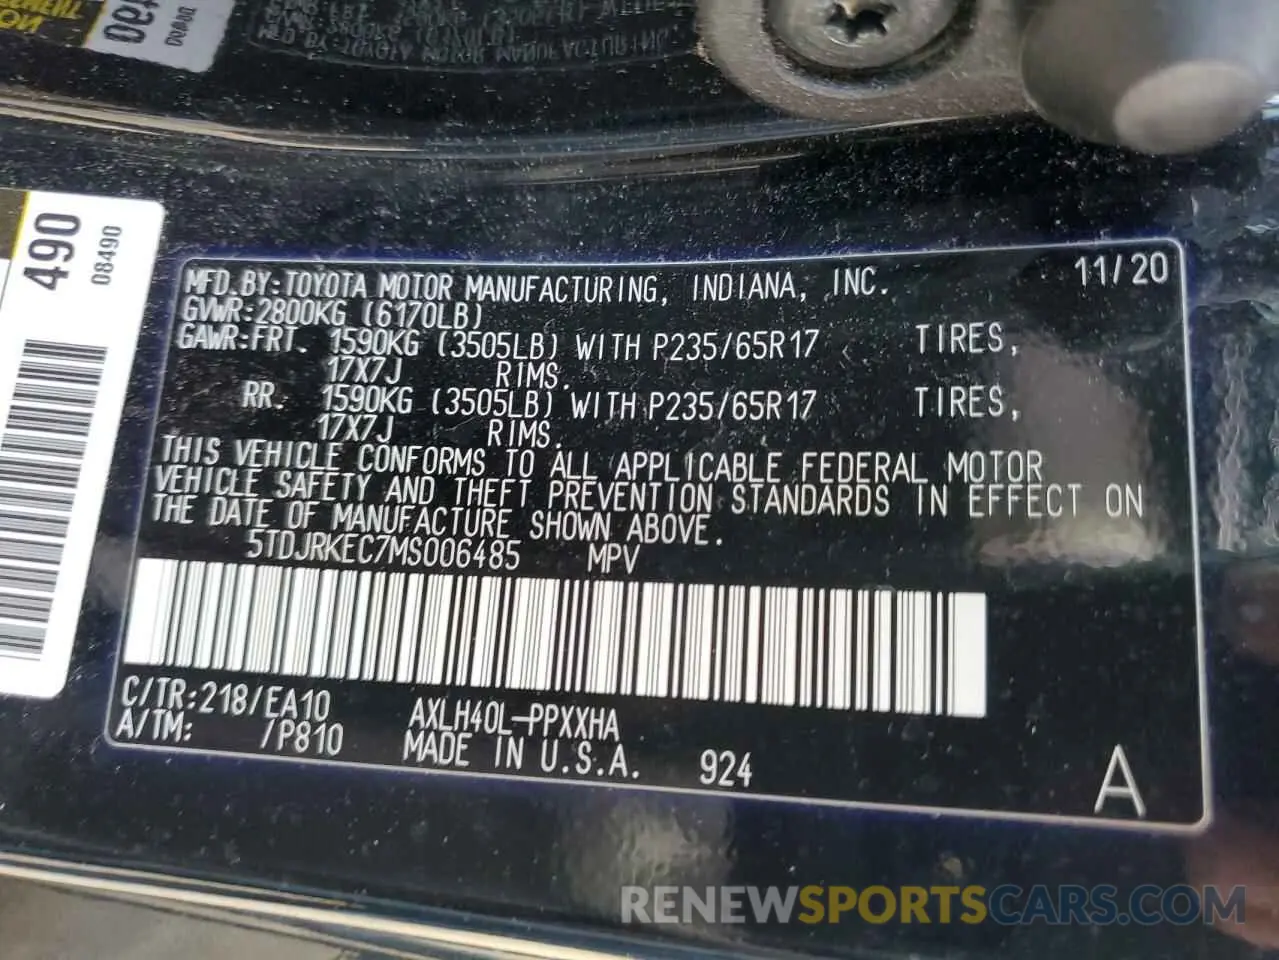 490
08490
MFD.BY:TOYOTA MOTOR MANUFACTURING, INDIANA, INC. 11/20
GVWR:2800KG (6170LB)
GAWR:FRT. 1590KG (3505LB) WITH P235/65R17 TIRES,
17X7J RIMS.
RR. 1590KG (3505LB) WITH P235/65R17 TIRES,
17X7J RIMS.
THIS VEHICLE CONFORMS TO ALL APPLICABLE FEDERAL MOTOR
VEHICLE SAFETY AND THEFT PREVENTION STANDARDS IN EFFECT ON
THE DATE OF MANUFACTURE SHOWN ABOVE.
5TDJRKEC7MS006485 MPV
C/TR:218/EA10 AXLH40L-PPXXHA
A/TM: /P810 MADE IN U.S.A. 924 A
RENEWSPORTSCARS.COM